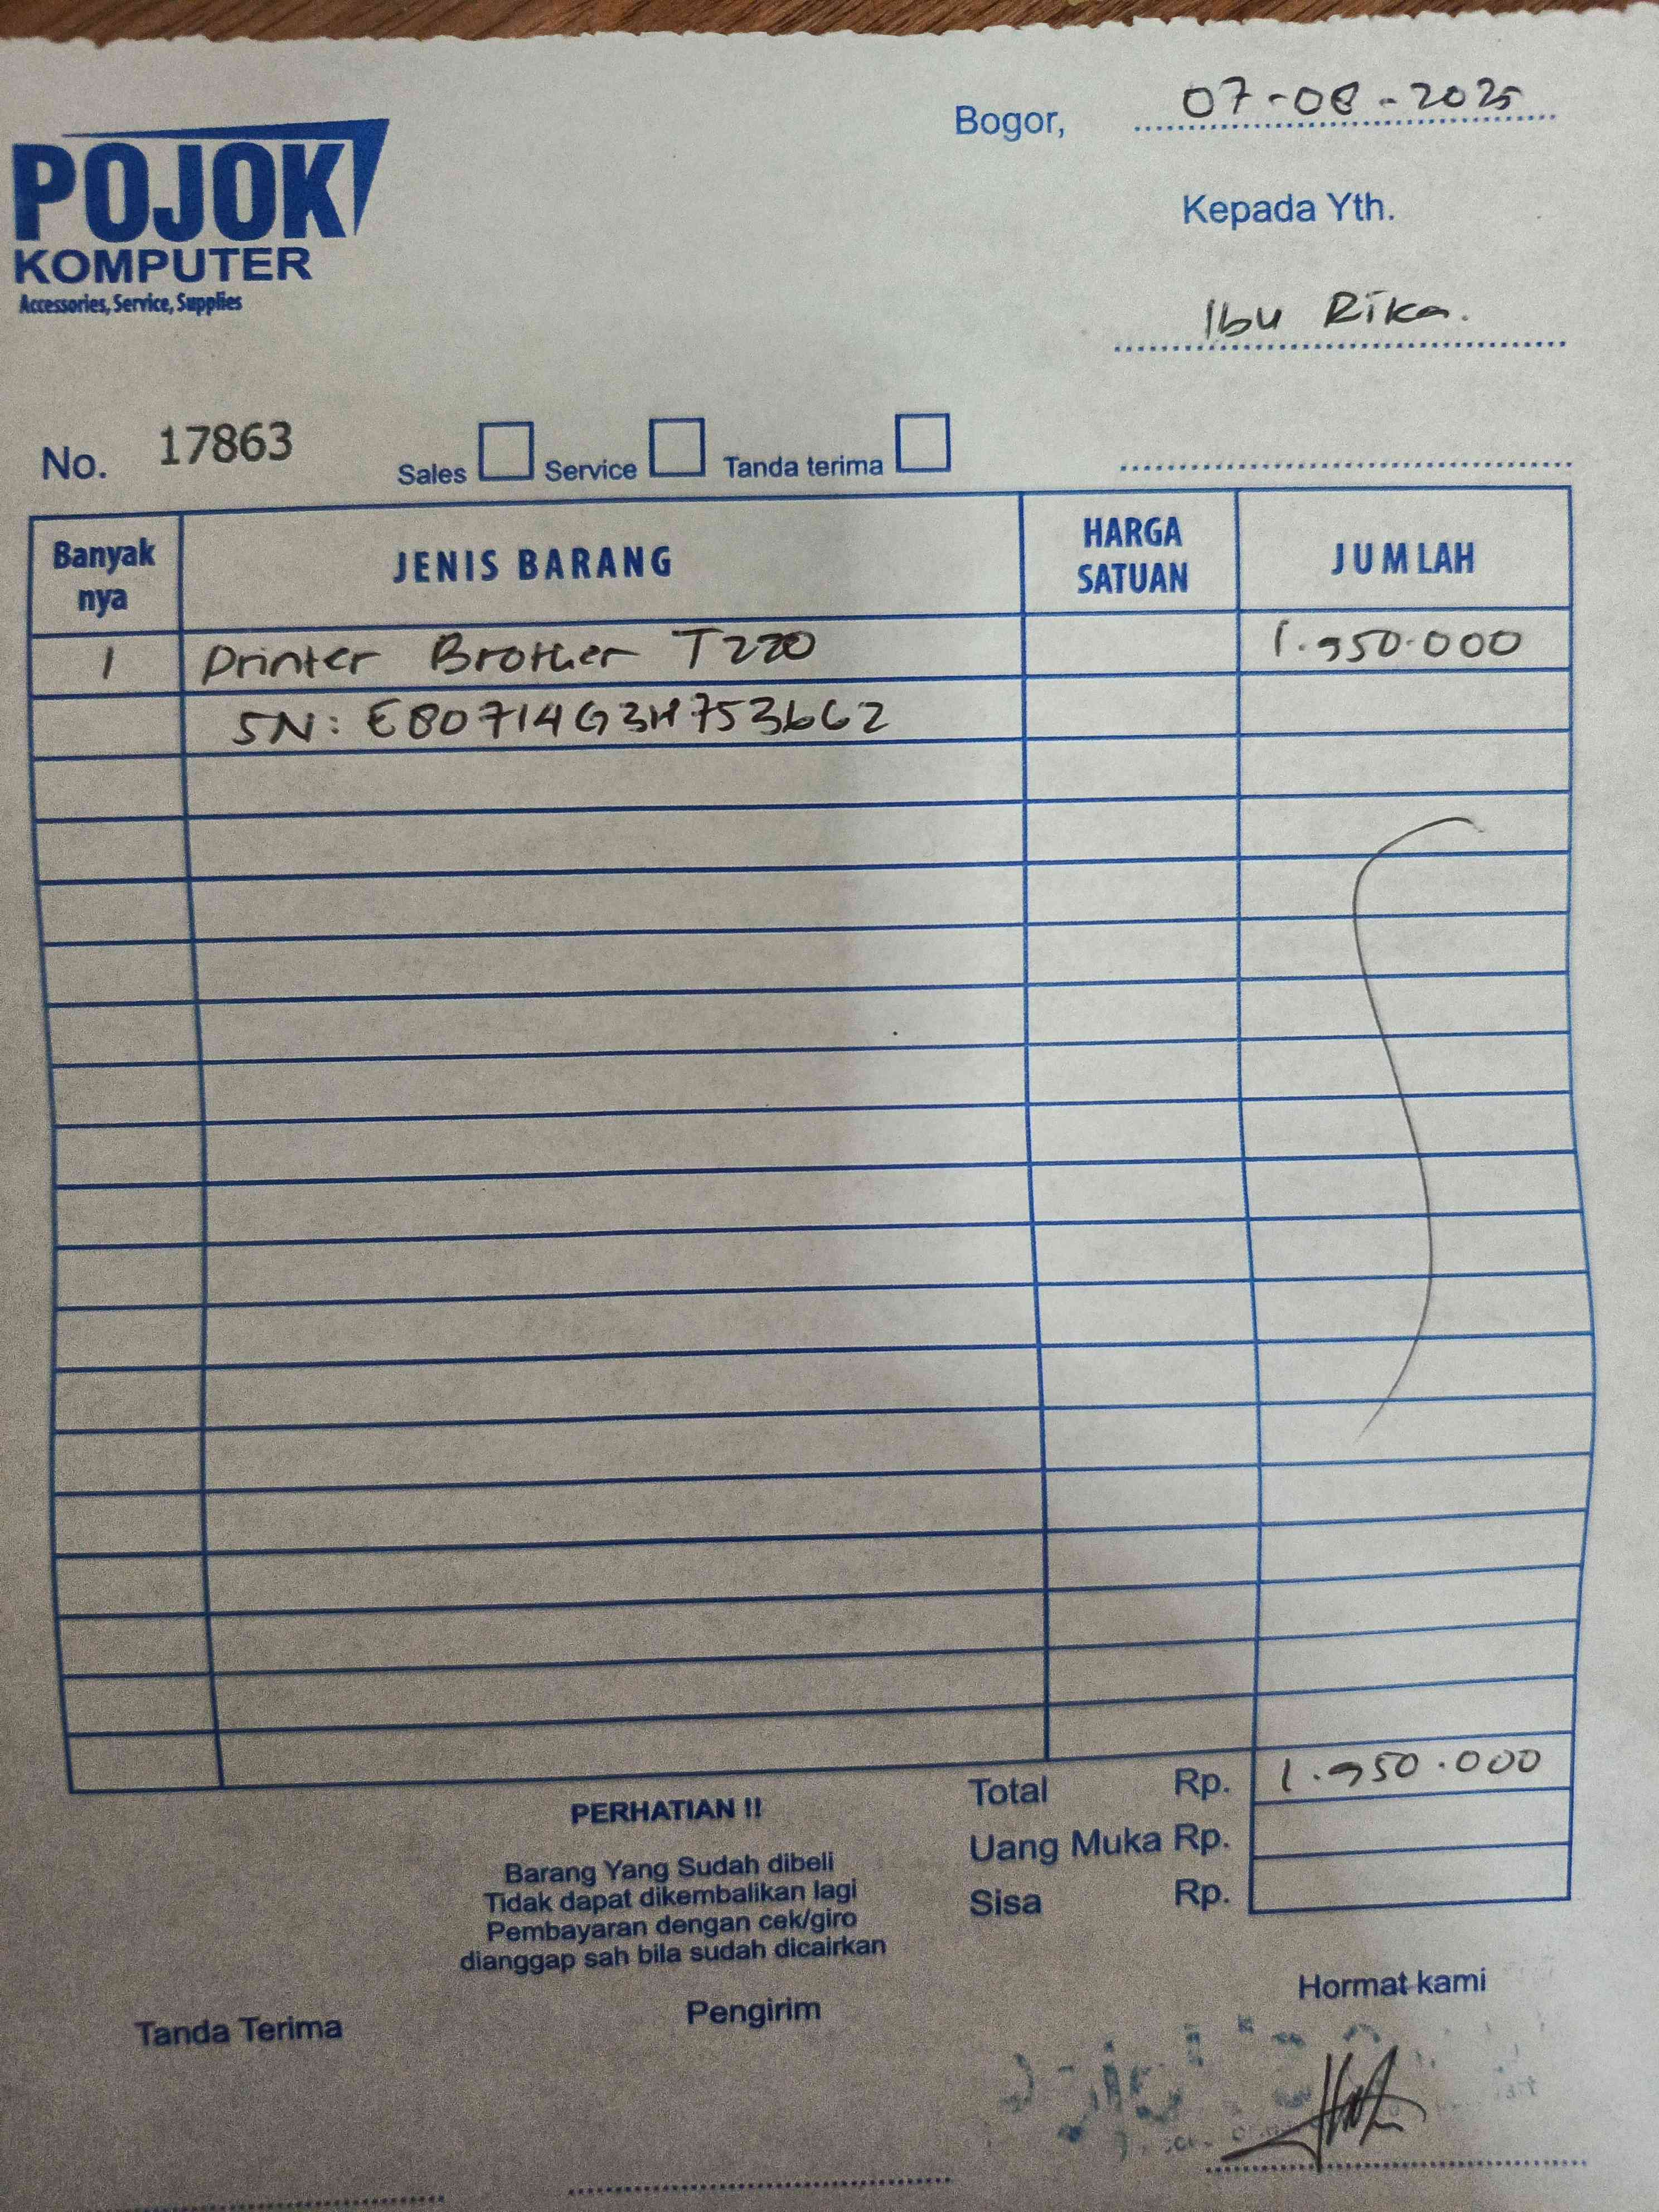 Bogor, 07-08-2025
POJOK
KOMPUTER
Accessories, Service, Supplies
Kepada Yth.
Ibu Rika.
No. 17863 Sales Service Tanda terima
Banyak nya JENIS BARANG HARGA SATUAN JUMLAH
1 Printer Brother T220 1.950.000
SN: E80714G3H753662
Total Rp. 1.950.000
Uang Muka Rp.
Sisa Rp.
PERHATIAN !!
Barang Yang Sudah dibeli
Tidak dapat dikembalikan lagi
Pembayaran dengan cek/giro
dianggap sah bila sudah dicairkan
Tanda Terima Pengirim Hormat kami